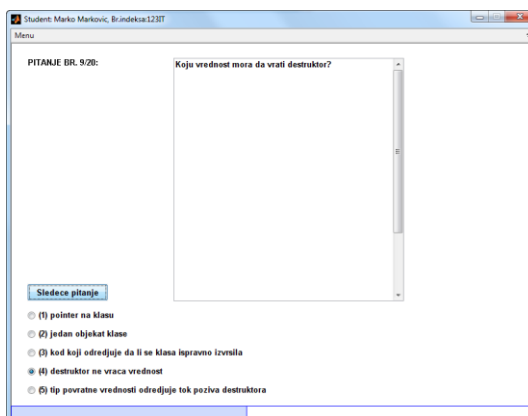 Student: Marko Markovic, Br.indeksa:123IT
Menu
PITANJE BR. 9/20:
Koju vrednost mora da vrati destruktor?
Sledece pitanje
(1) pointer na klasu
(2) jedan objekat klase
(3) kod koji odredjuje da li se klasa ispravno izvrsila
(4) destruktor ne vraca vrednost
(5) tip povratne vrednosti odredjuje tok poziva destruktora